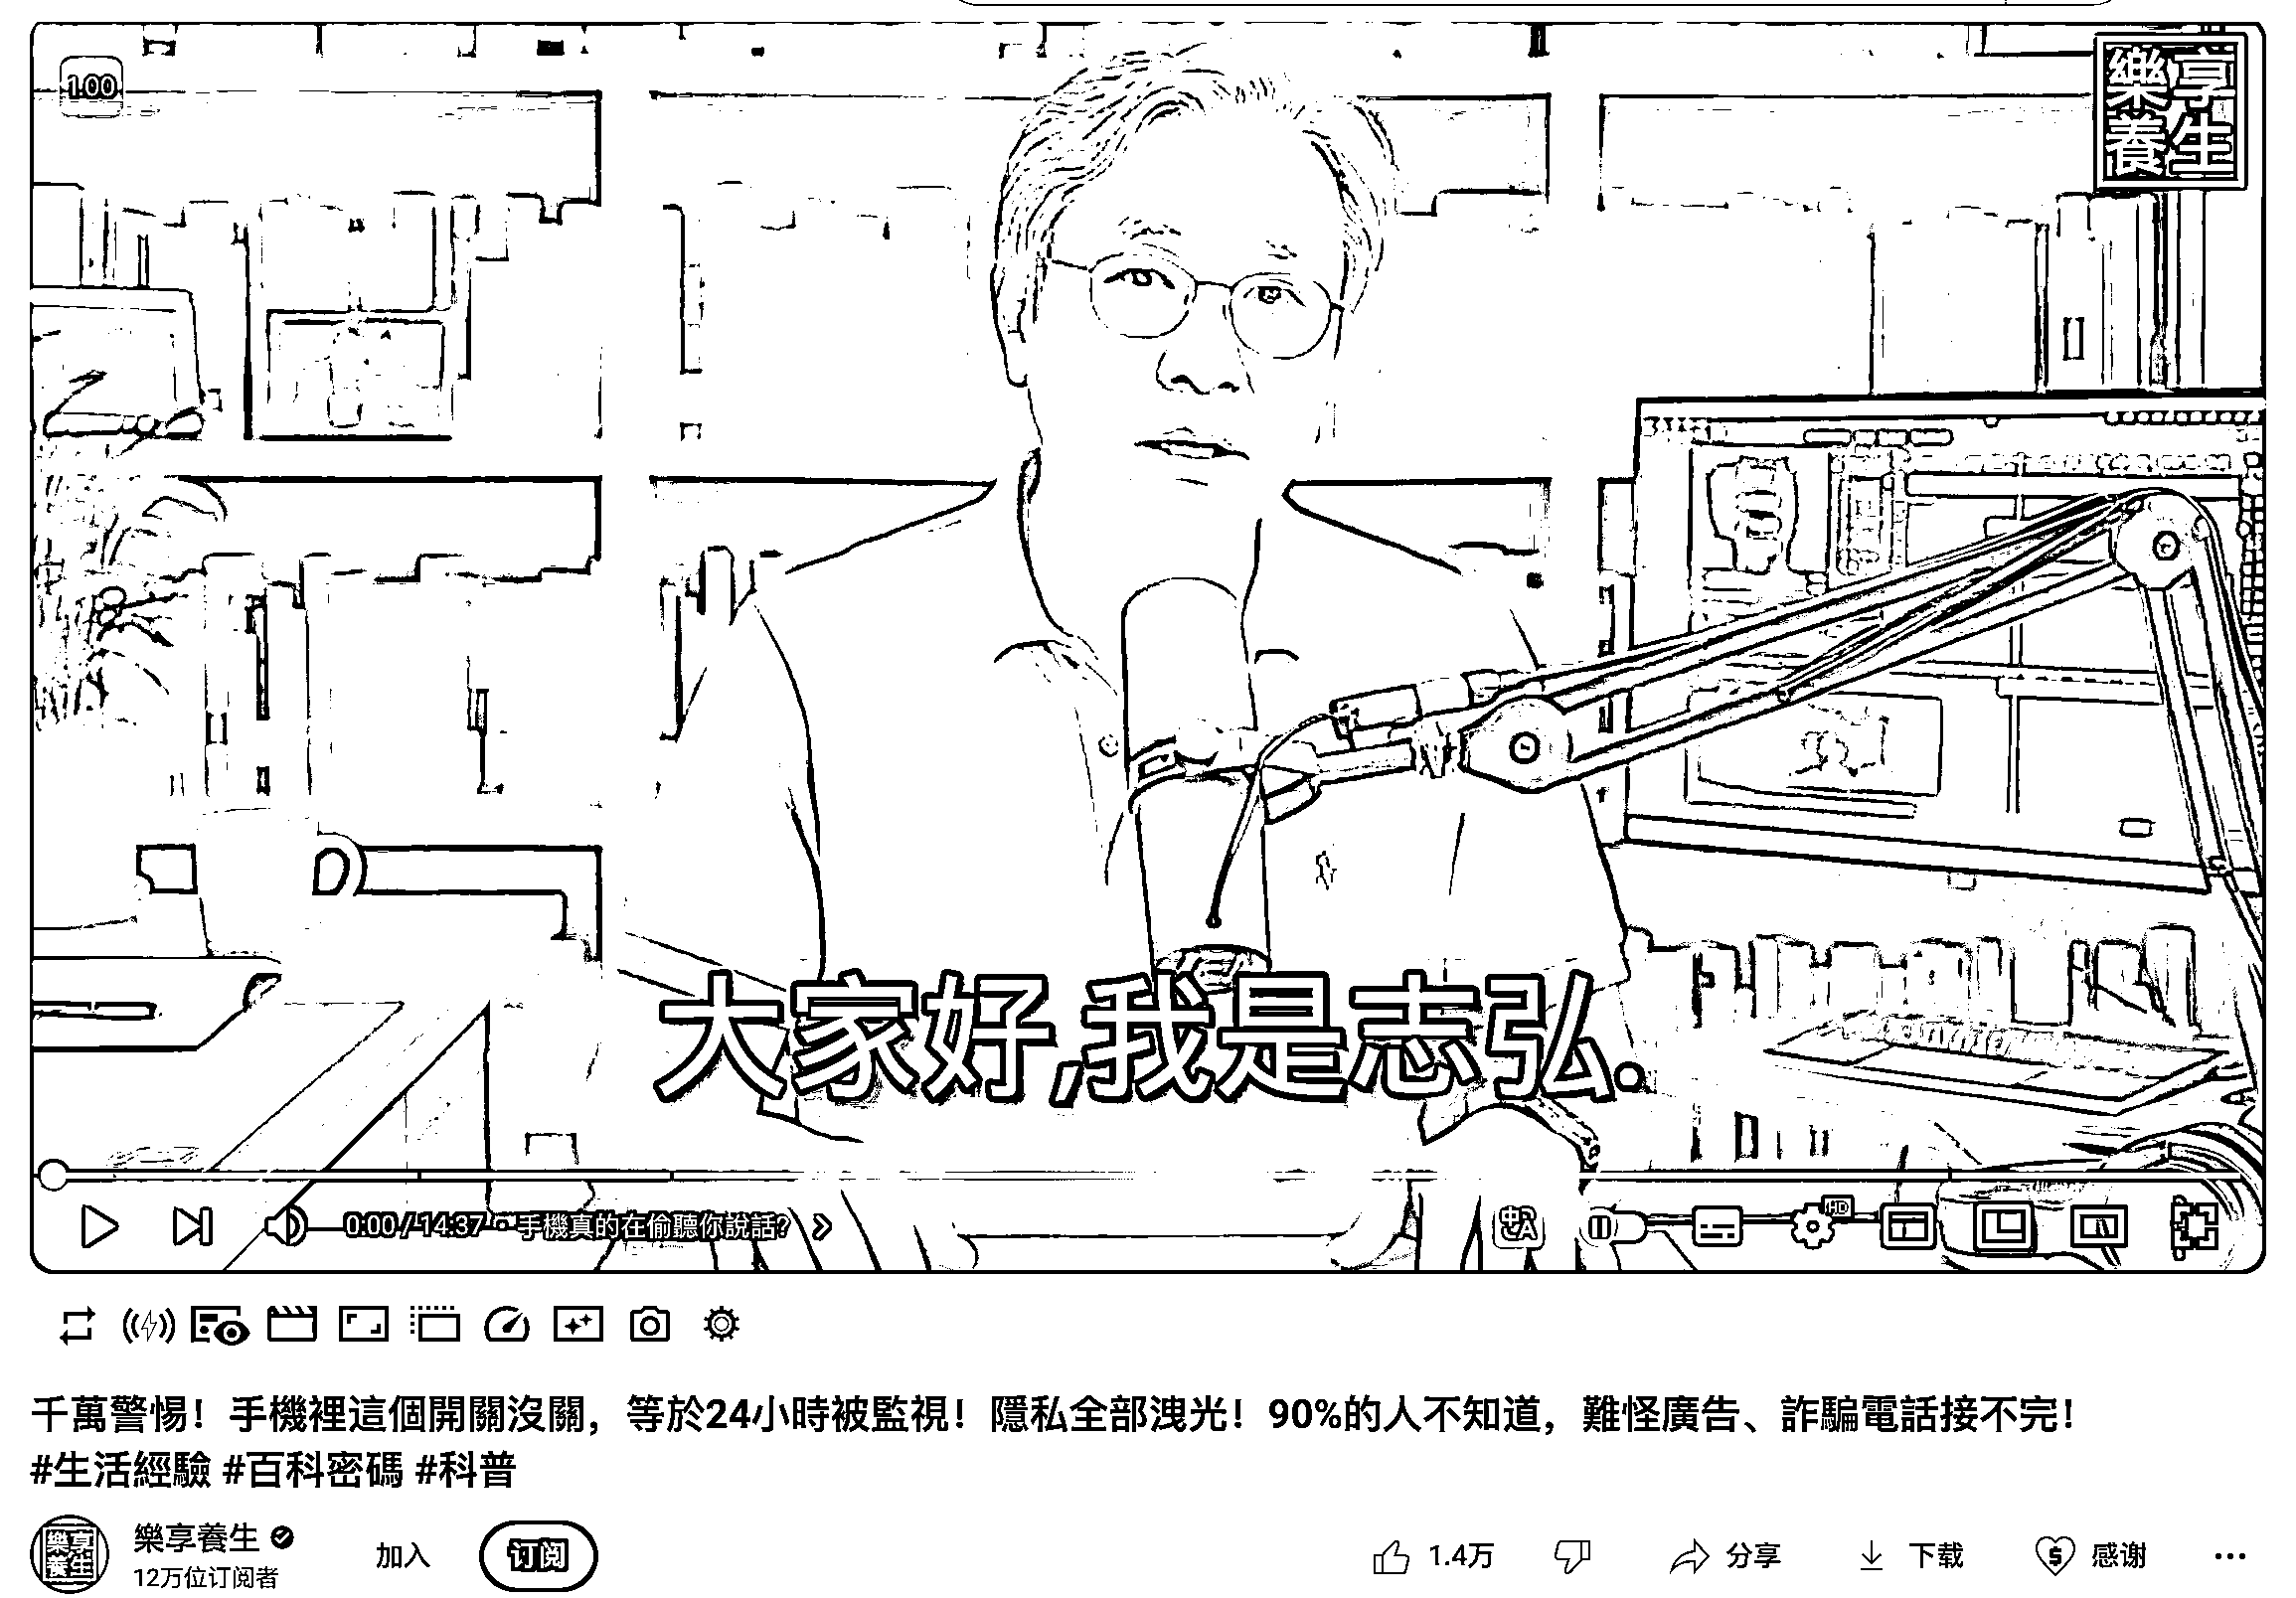 1.00
樂享
養生
大家好,我是志弘。
0:00 / 14:37 • 手機真的在偷聽你說話?
HD
千萬警惕！手機裡這個開關沒關，等於24小時被監視！隱私全部洩光！90%的人不知道，難怪廣告、詐騙電話接不完！
#生活經驗 #百科密碼 #科普
樂享
養生
樂享養生
12万位订阅者
加入
订阅
1.4万
分享
下载
感谢